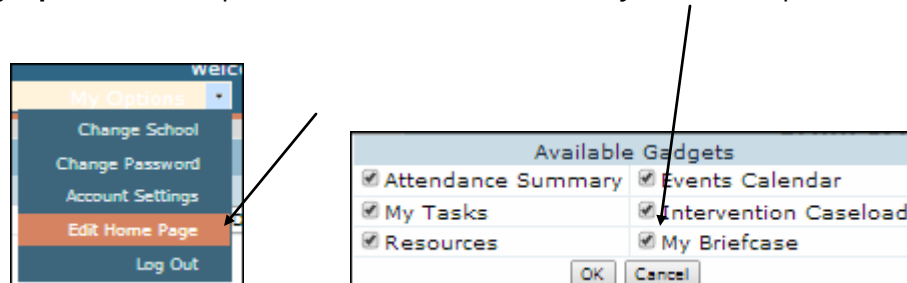 Welc
My Options
Change School
Change Password
Account Settings
Edit Home Page
Log Out
Available Gadgets
Attendance Summary Events Calendar
My Tasks Intervention Caseload
Resources My Briefcase
OK Cancel